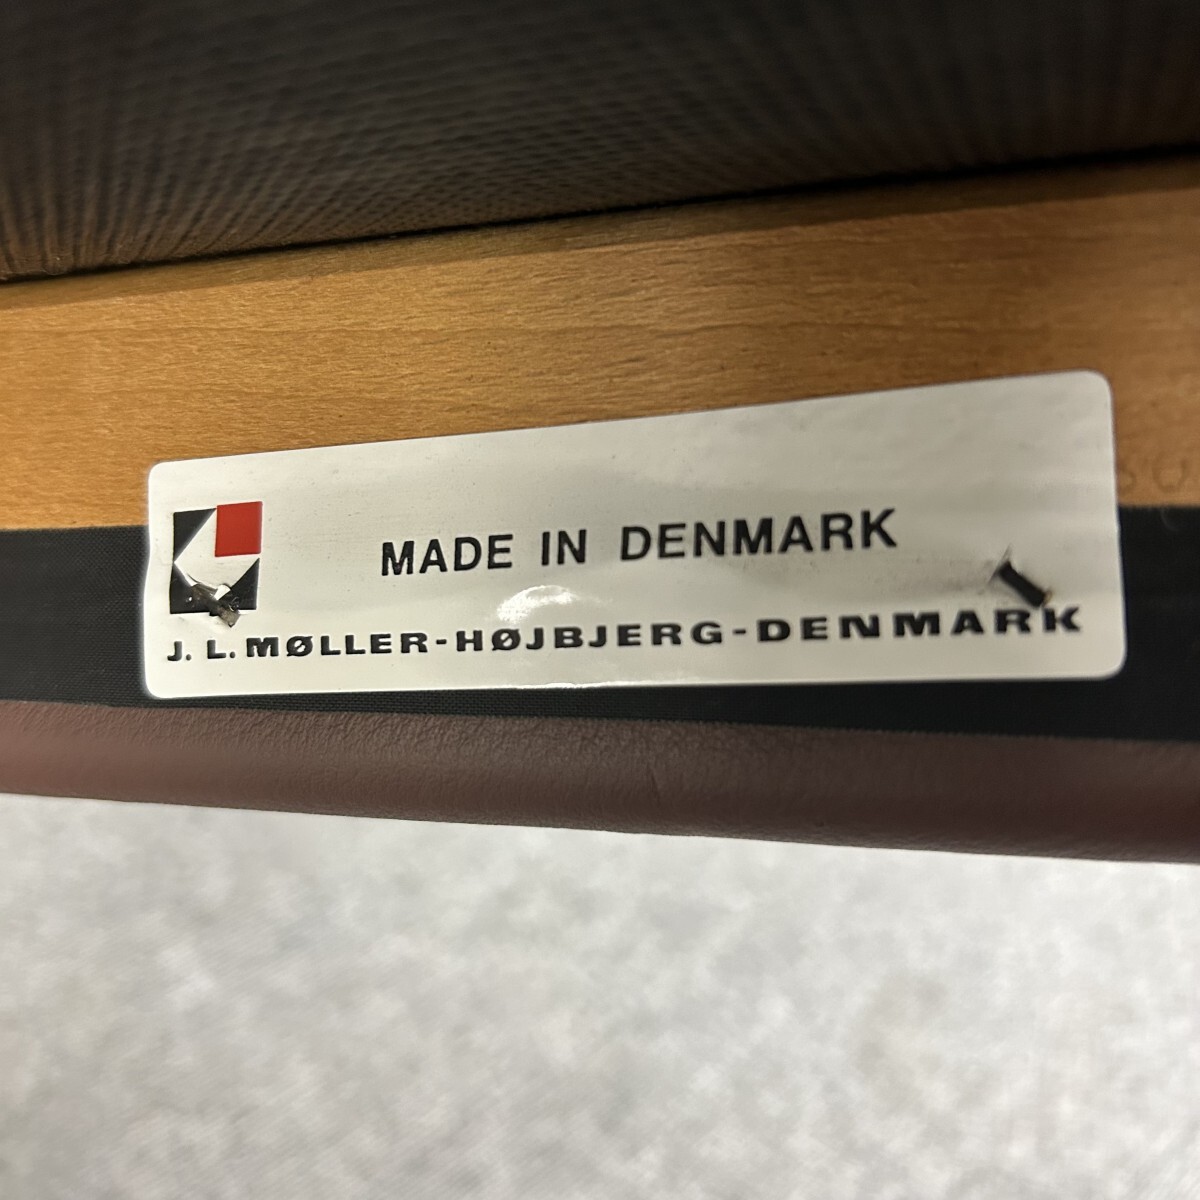 MADE IN DENMARK
J. L. MØLLER-HØJBJERG-DENMARK